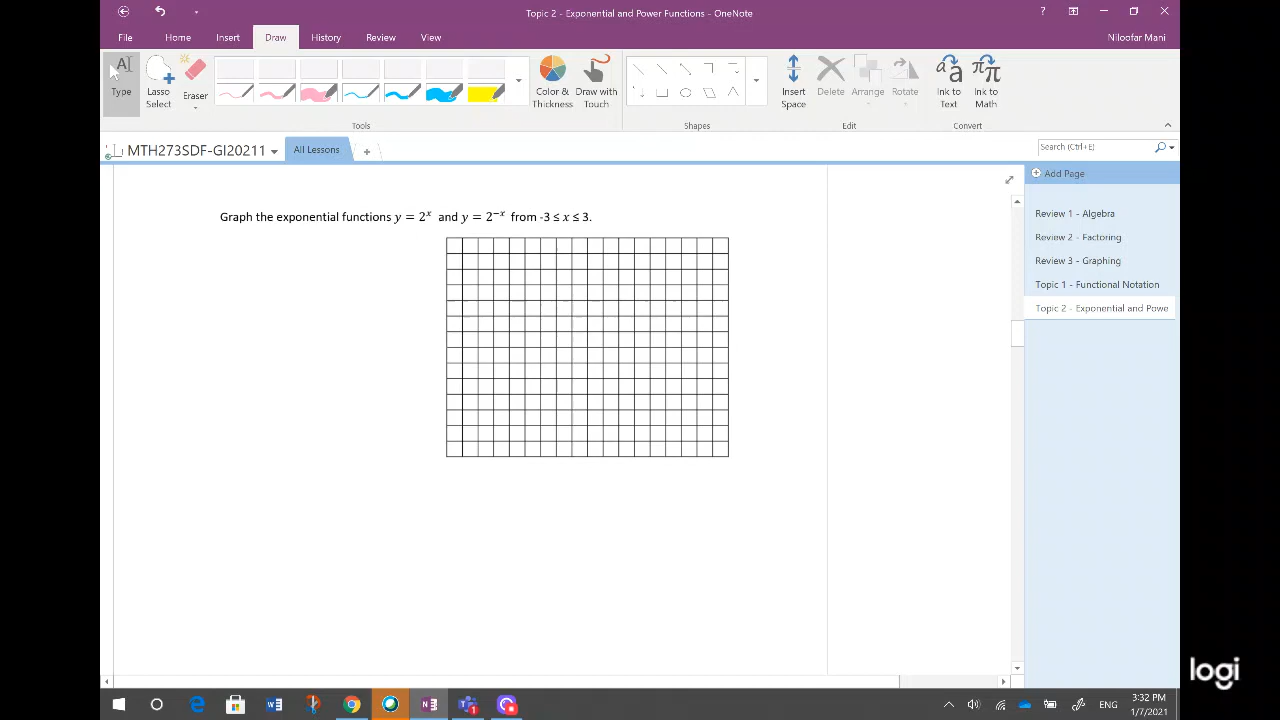 Topic 2 - Exponential and Power Functions - OneNote
?
File Home Insert Draw History Review View
Niloofar Mani
Type
Lasso Select
Eraser
Color & Thickness
Draw with Touch
Insert Space
Delete
Arrange
Rotate
Ink to Text
Ink to Math
Tools
Shapes
Edit
Convert
MTH273SDF-GI20211
All Lessons
Search (Ctrl+E)
Add Page
Review 1 - Algebra
Review 2 - Factoring
Review 3 - Graphing
Topic 1 - Functional Notation
Topic 2 - Exponential and Powe
Graph the exponential functions y = 2ˣ and y = 2⁻ˣ from -3 ≤ x ≤ 3.
logi
ENG
3:32 PM
1/7/2021